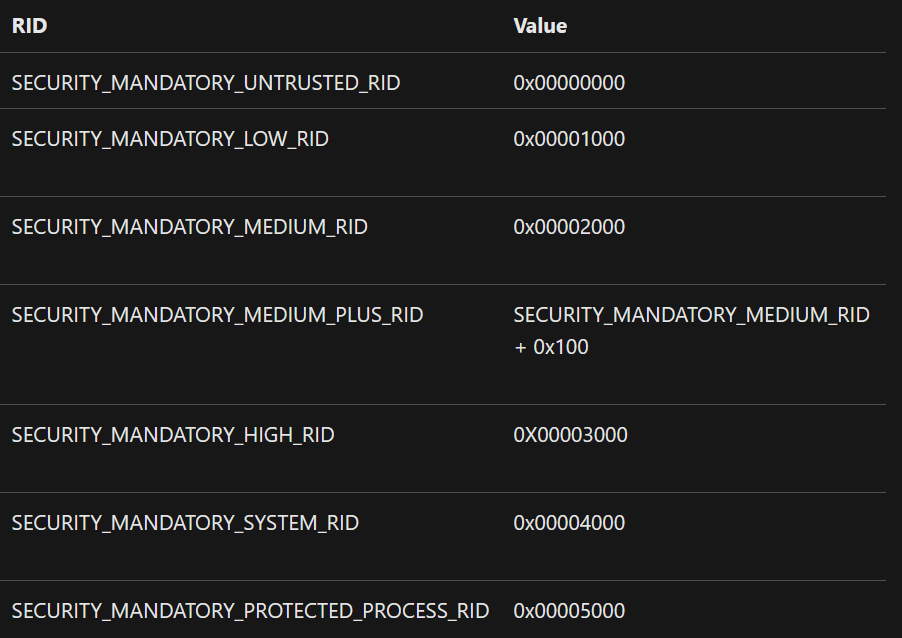 RID Value
SECURITY_MANDATORY_UNTRUSTED_RID 0x00000000
SECURITY_MANDATORY_LOW_RID 0x00001000
SECURITY_MANDATORY_MEDIUM_RID 0x00002000
SECURITY_MANDATORY_MEDIUM_PLUS_RID SECURITY_MANDATORY_MEDIUM_RID
+ 0x100
SECURITY_MANDATORY_HIGH_RID 0X00003000
SECURITY_MANDATORY_SYSTEM_RID 0x00004000
SECURITY_MANDATORY_PROTECTED_PROCESS_RID 0x00005000